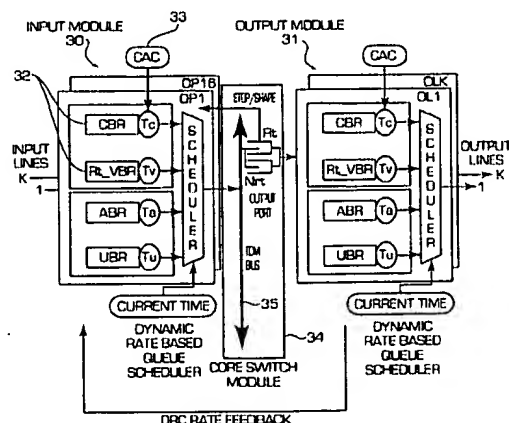 INPUT MODULE
30
33
CAC
OUTPUT MODULE
31
CAC
32
OP16
OP1
STOP/SHAPE
CLK
OL1
CBR
Tc
Rt_VBR
Tv
ABR
Ta
UBR
Tu
SCHEDULER
INPUT
LINES
K
1
Rt
Nrt
OUTPUT
PORT
TDM
BUS
35
34
CBR
Tc
Rt_VBR
Tv
ABR
Ta
UBR
Tu
SCHEDULER
OUTPUT
LINES
K
1
CURRENT TIME
DYNAMIC
RATE BASED
QUEUE
SCHEDULER
CORE SWITCH
MODULE
CURRENT TIME
DYNAMIC
RATE BASED
QUEUE
SCHEDULER
DRC RATE FEEDBACK